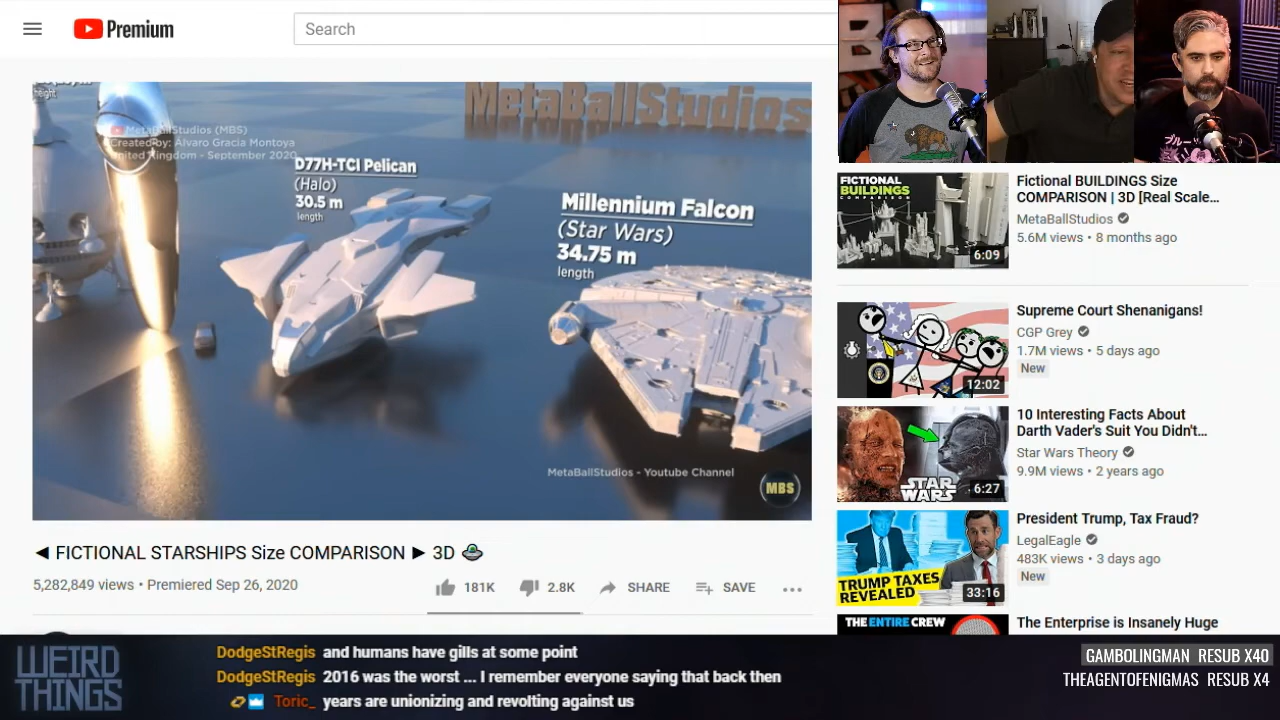 Premium
Search
height
MetaBallStudios
MetaBallStudios (MBS)
Created by: Alvaro Gracia Montoya
United Kingdom - September 2020
D77H-TCI Pelican
(Halo)
30.5 m
length
Millennium Falcon
(Star Wars)
34.75 m
length
MetaBallStudios - Youtube Channel
MBS
◄ FICTIONAL STARSHIPS Size COMPARISON ► 3D 🛸
5,282,849 views • Premiered Sep 26, 2020
181K
2.8K
SHARE
SAVE
FICTIONAL
BUILDINGS
COMPARISON
6:09
Fictional BUILDINGS Size
COMPARISON | 3D [Real Scale...
MetaBallStudios
5.6M views • 8 months ago
12:02
Supreme Court Shenanigans!
CGP Grey
1.7M views • 5 days ago
New
STAR
WARS
6:27
10 Interesting Facts About
Darth Vader's Suit You Didn't...
Star Wars Theory
9.9M views • 2 years ago
TRUMP TAXES
REVEALED
33:16
President Trump, Tax Fraud?
LegalEagle
483K views • 3 days ago
New
THE ENTIRE CREW
The Enterprise is Insanely Huge
WEIRD
THINGS
DodgeStRegis and humans have gills at some point
DodgeStRegis 2016 was the worst ... I remember everyone saying that back then
Toric_ years are unionizing and revolting against us
GAMBOLINGMAN RESUB X40
THEAGENTOFENIGMAS RESUB X4